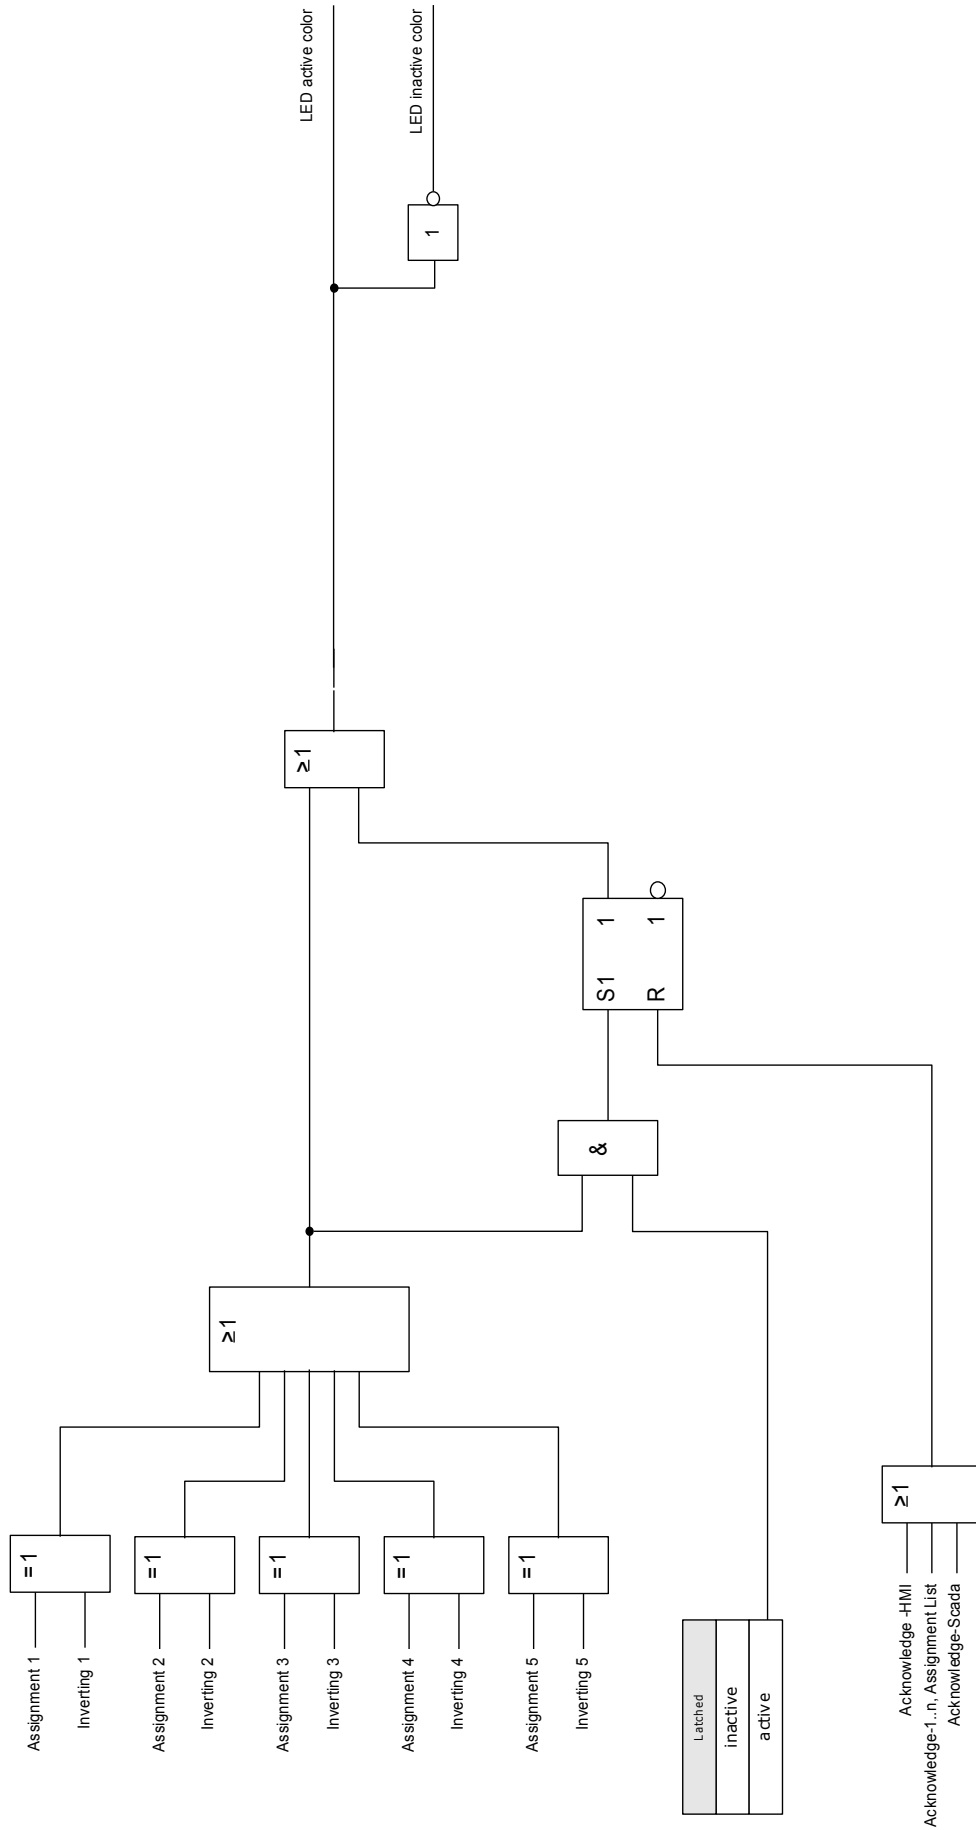 LED active color
LED inactive color
1
≥1
S1 1
R 1
&
≥1
=1
=1
=1
=1
=1
Assignment 1
Inverting 1
Assignment 2
Inverting 2
Assignment 3
Inverting 3
Assignment 4
Inverting 4
Assignment 5
Inverting 5
Latched
inactive
active
≥1
Acknowledge -HMI
Acknowledge-1..n, Assignment List
Acknowledge-Scada